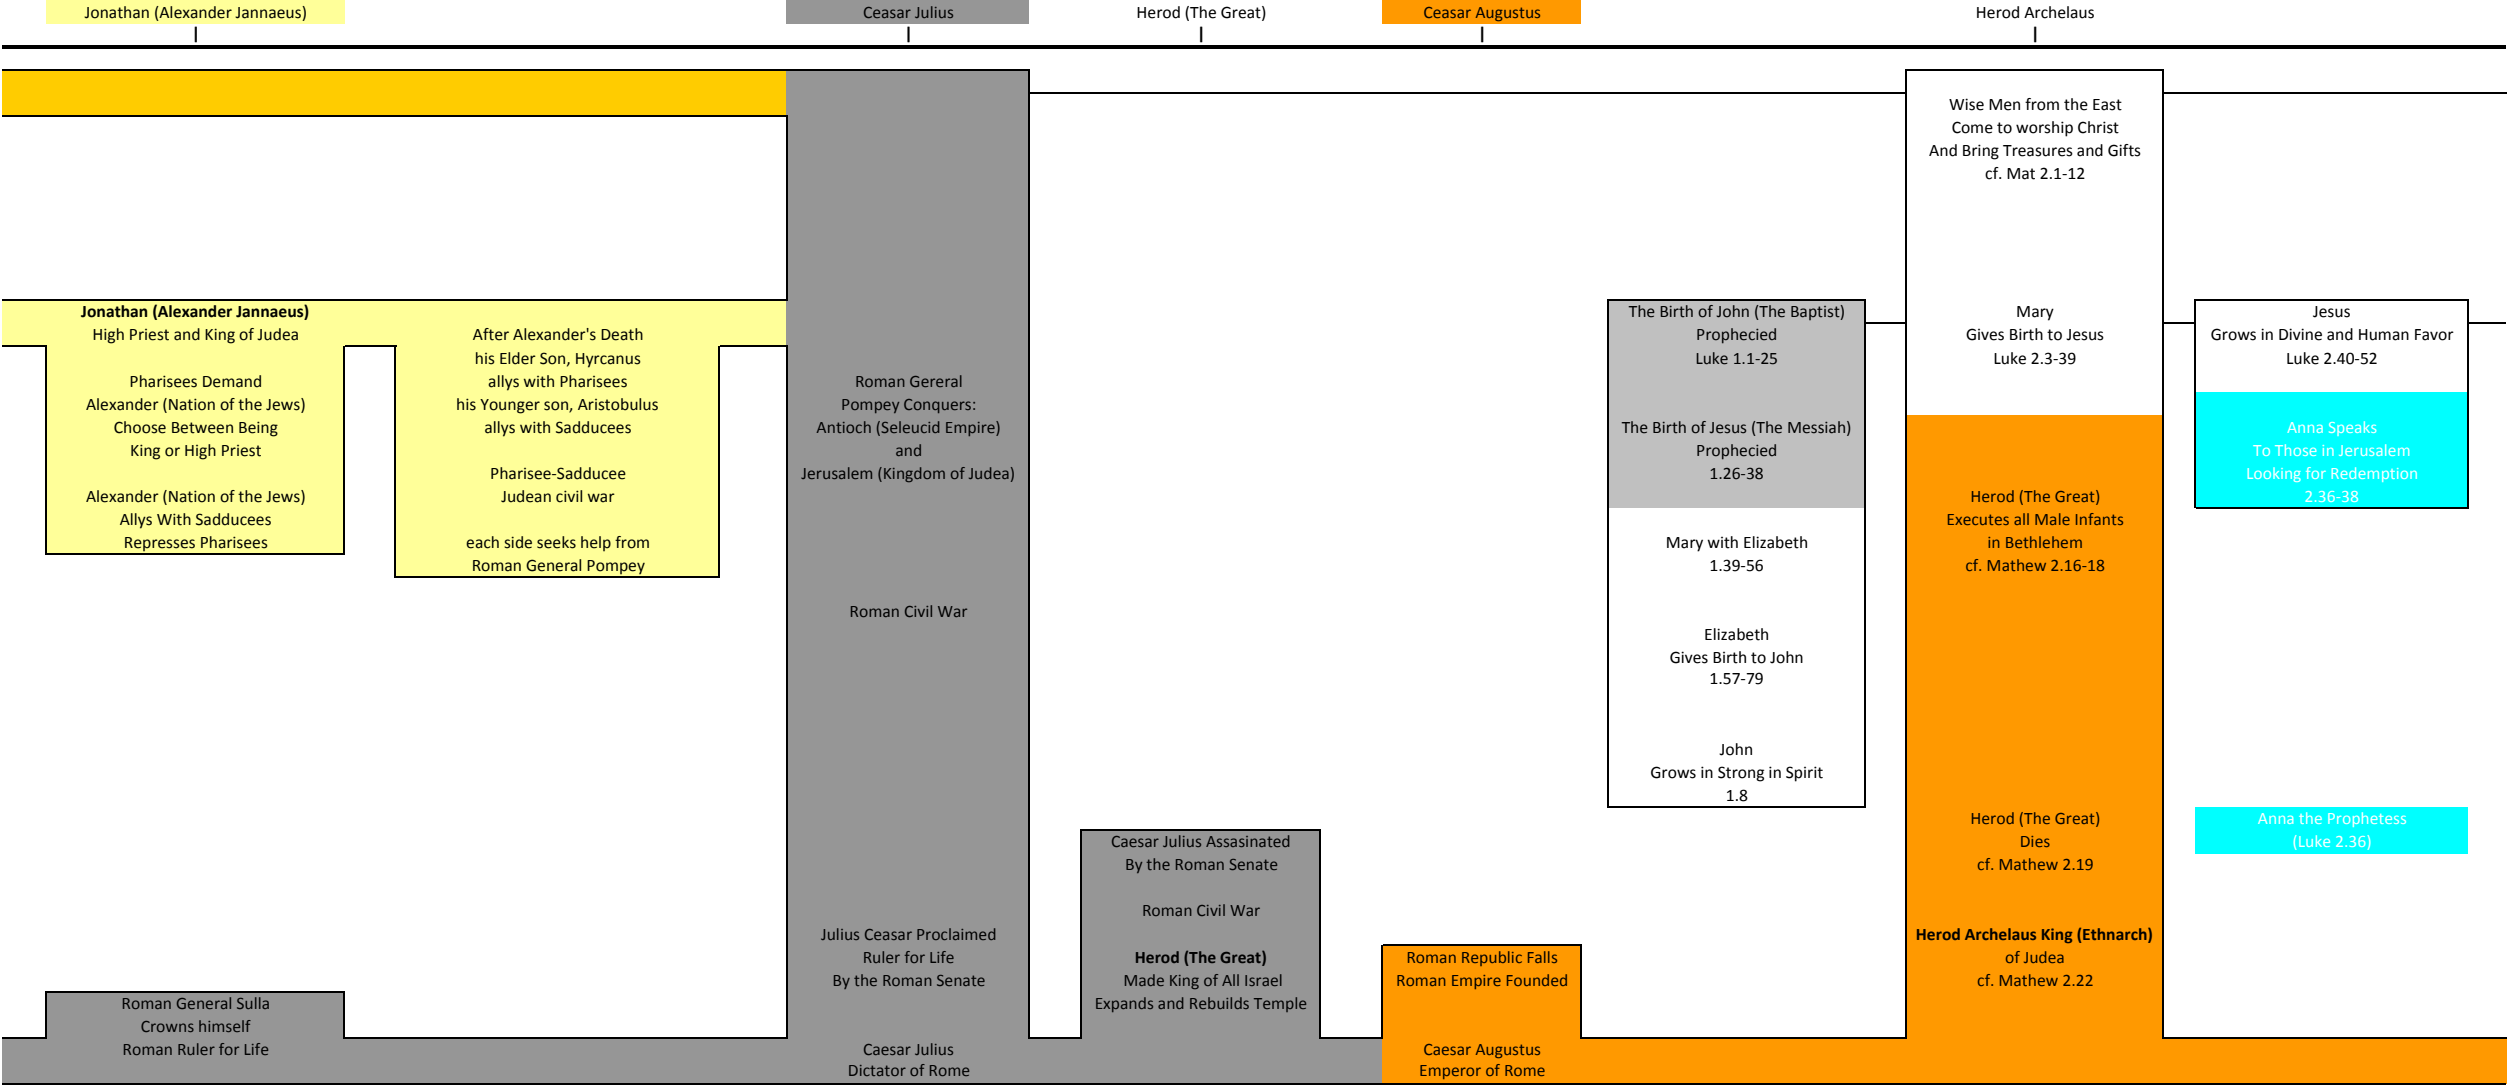 Jonathan (Alexander Jannaeus)
Ceasar Julius
Herod (The Great)
Ceasar Augustus
Herod Archelaus
Jonathan (Alexander Jannaeus)
High Priest and King of Judea
Pharisees Demand
Alexander (Nation of the Jews)
Choose Between Being
King or High Priest
Alexander (Nation of the Jews)
Allys With Sadducees
Represses Pharisees
Roman General Sulla
Crowns himself
Roman Ruler for Life
After Alexander's Death
his Elder Son, Hyrcanus
allys with Pharisees
his Younger son, Aristobulus
allys with Sadducees
Pharisee-Sadducee
Judean civil war
each side seeks help from
Roman General Pompey
Roman Gereral
Pompey Conquers:
Antioch (Seleucid Empire)
and
Jerusalem (Kingdom of Judea)
Roman Civil War
Julius Ceasar Proclaimed
Ruler for Life
By the Roman Senate
Caesar Julius
Dictator of Rome
Caesar Julius Assasinated
By the Roman Senate
Roman Civil War
Herod (The Great)
Made King of All Israel
Expands and Rebuilds Temple
Roman Republic Falls
Roman Empire Founded
Caesar Augustus
Emperor of Rome
The Birth of John (The Baptist)
Prophecied
Luke 1.1-25
The Birth of Jesus (The Messiah)
Prophecied
1.26-38
Mary with Elizabeth
1.39-56
Elizabeth
Gives Birth to John
1.57-79
John
Grows in Strong in Spirit
1.8
Wise Men from the East
Come to worship Christ
And Bring Treasures and Gifts
cf. Mat 2.1-12
Mary
Gives Birth to Jesus
Luke 2.3-39
Herod (The Great)
Executes all Male Infants
in Bethlehem
cf. Mathew 2.16-18
Herod (The Great)
Dies
cf. Mathew 2.19
Herod Archelaus King (Ethnarch)
of Judea
cf. Mathew 2.22
Jesus
Grows in Divine and Human Favor
Luke 2.40-52
Anna Speaks
To Those in Jerusalem
Looking for Redemption
2.36-38
Anna the Prophetess
(Luke 2.36)